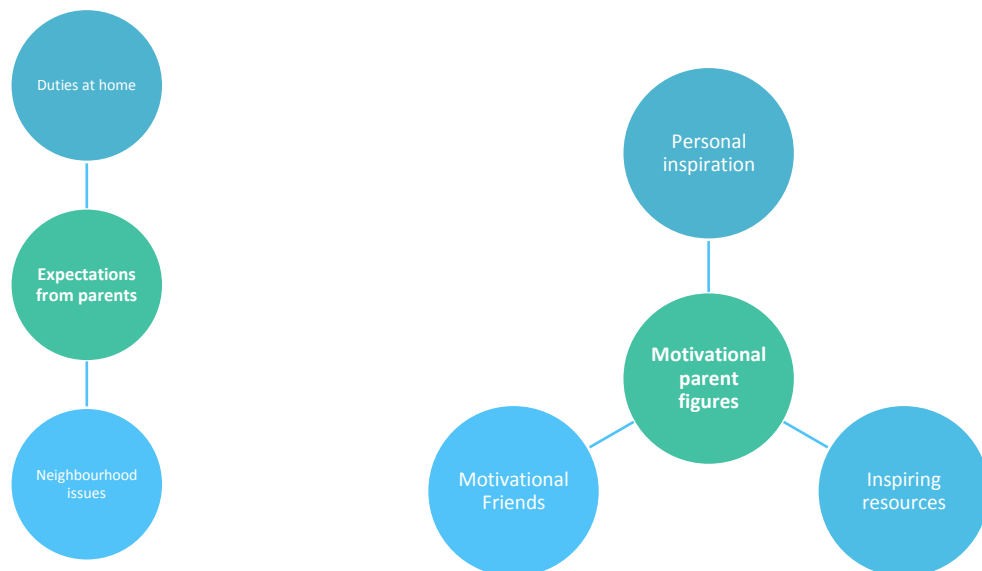 Duties at home
Expectations
from parents
Neighbourhood
issues
Personal
inspiration
Motivational
parent
figures
Motivational
Friends
Inspiring
resources